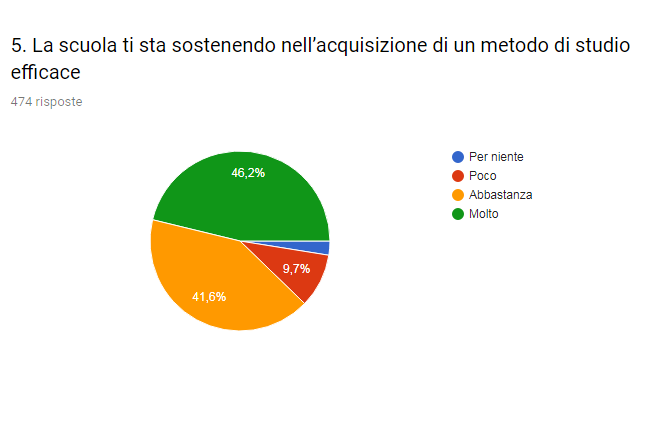 5. La scuola ti sta sostenendo nell’acquisizione di un metodo di studio
efficace
474 risposte
46,2%
9,7%
41,6%
Per niente
Poco
Abbastanza
Molto